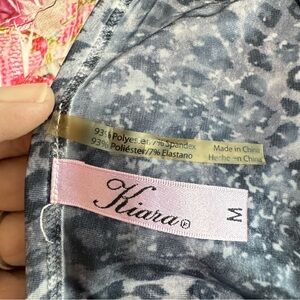 93% Polyester/7% Spandex
93% Poliéster/7% Elastano
Made in China
Hecho en China
Kiara®
M